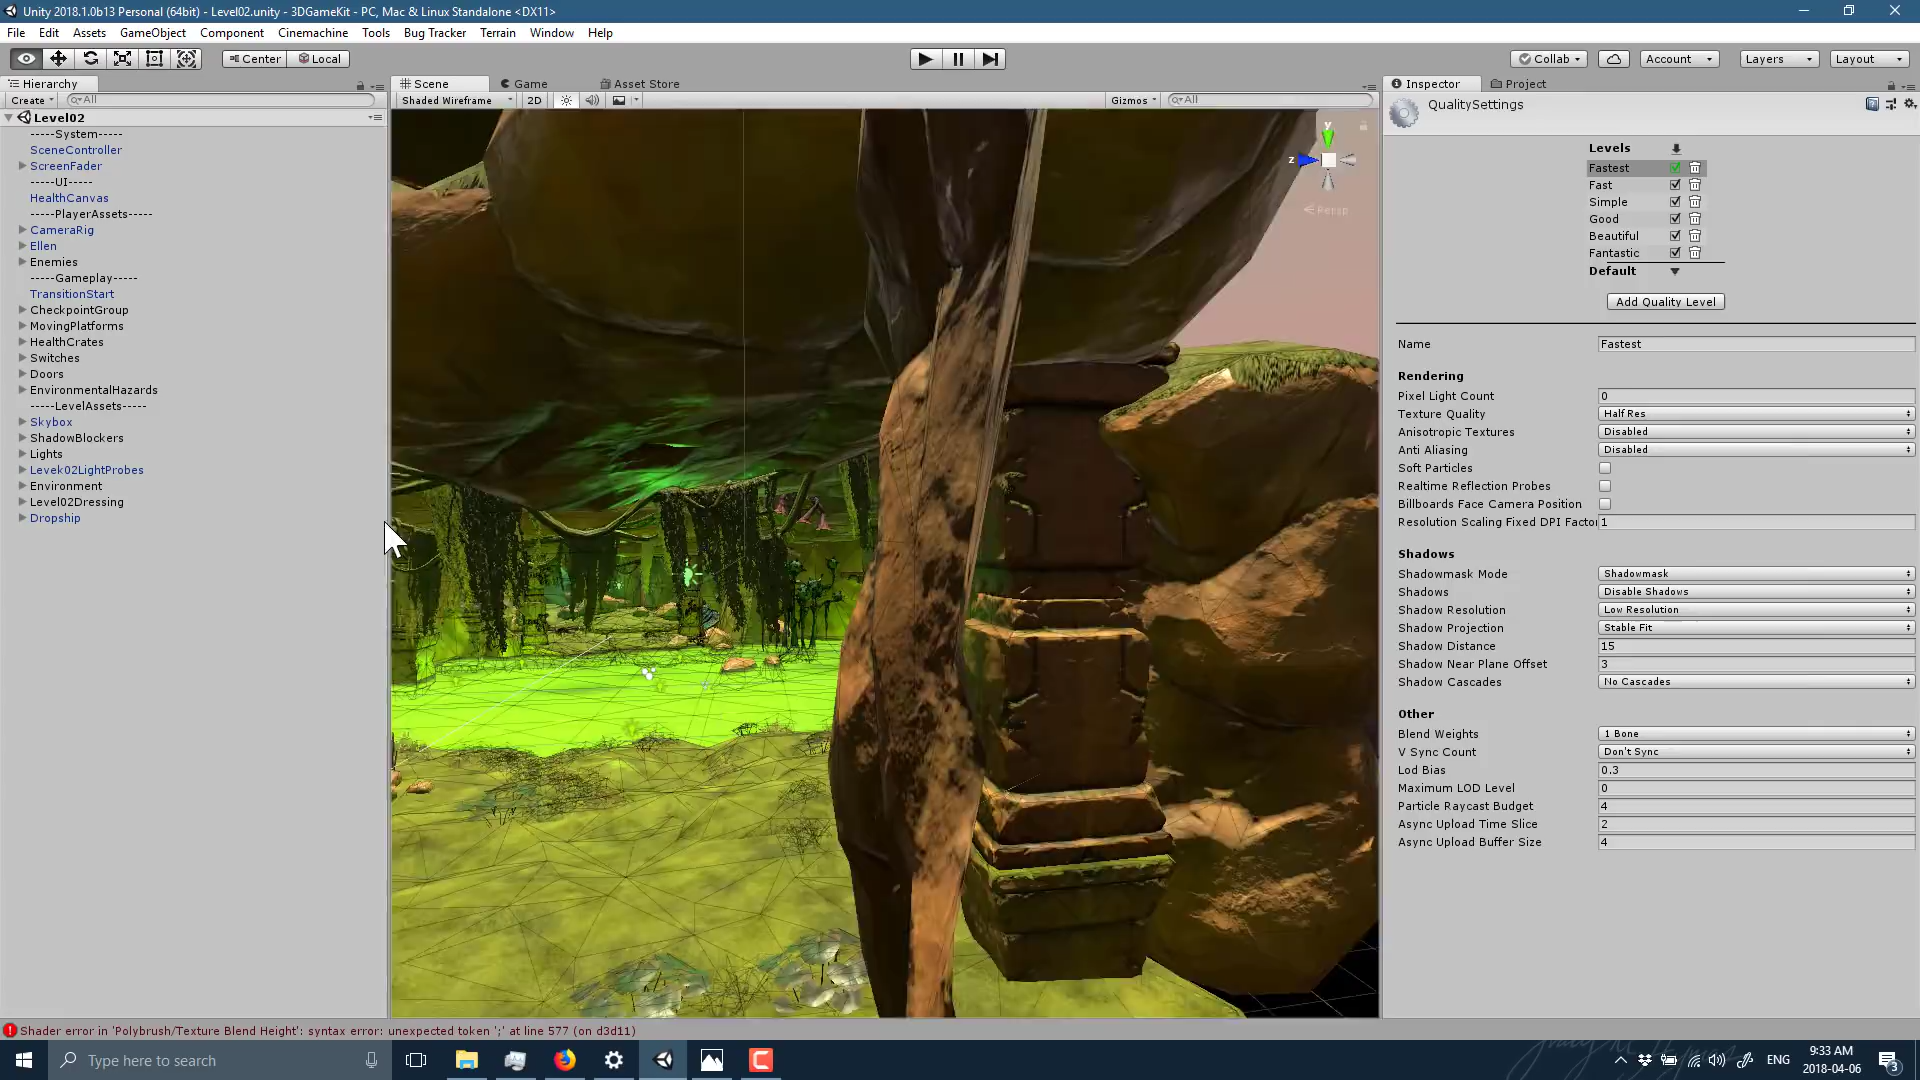 Unity 2018.1.0b13 Personal (64bit) - Level02.unity - 3DGameKit - PC, Mac & Linux Standalone <DX11>
File Edit Assets GameObject Component Cinemachine Tools Bug Tracker Terrain Window Help
Center Local Collab Account Layers Layout
Hierarchy
Create All
Level02
-----System-----
SceneController
ScreenFader
-----UI-----
HealthCanvas
-----PlayerAssets-----
CameraRig
Ellen
Enemies
-----Gameplay-----
TransitionStart
CheckpointGroup
MovingPlatforms
HealthCrates
Switches
Doors
EnvironmentalHazards
-----LevelAssets-----
Skybox
ShadowBlockers
Lights
Levek02LightProbes
Environment
Level02Dressing
Dropship
Scene Game Asset Store
Shaded Wireframe 2D Gizmos All
y
z
Persp
Inspector Project
QualitySettings
Levels
Fastest
Fast
Simple
Good
Beautiful
Fantastic
Default
Add Quality Level
Name Fastest
Rendering
Pixel Light Count 0
Texture Quality Half Res
Anisotropic Textures Disabled
Anti Aliasing Disabled
Soft Particles
Realtime Reflection Probes
Billboards Face Camera Position
Resolution Scaling Fixed DPI Facto 1
Shadows
Shadowmask Mode Shadowmask
Shadows Disable Shadows
Shadow Resolution Low Resolution
Shadow Projection Stable Fit
Shadow Distance 15
Shadow Near Plane Offset 3
Shadow Cascades No Cascades
Other
Blend Weights 1 Bone
V Sync Count Don't Sync
Lod Bias 0.3
Maximum LOD Level 0
Particle Raycast Budget 4
Async Upload Time Slice 2
Async Upload Buffer Size 4
Shader error in 'Polybrush/Texture Blend Height': syntax error: unexpected token ';' at line 577 (on d3d11)
Type here to search
ENG
9:33 AM
2018-04-06
3